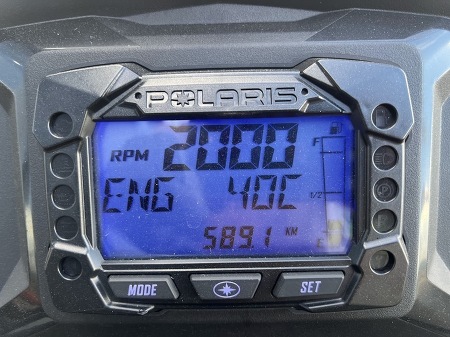 POLARIS
RPM 2000 F
ENG 40C 1/2
589.1 KM E
MODE SET